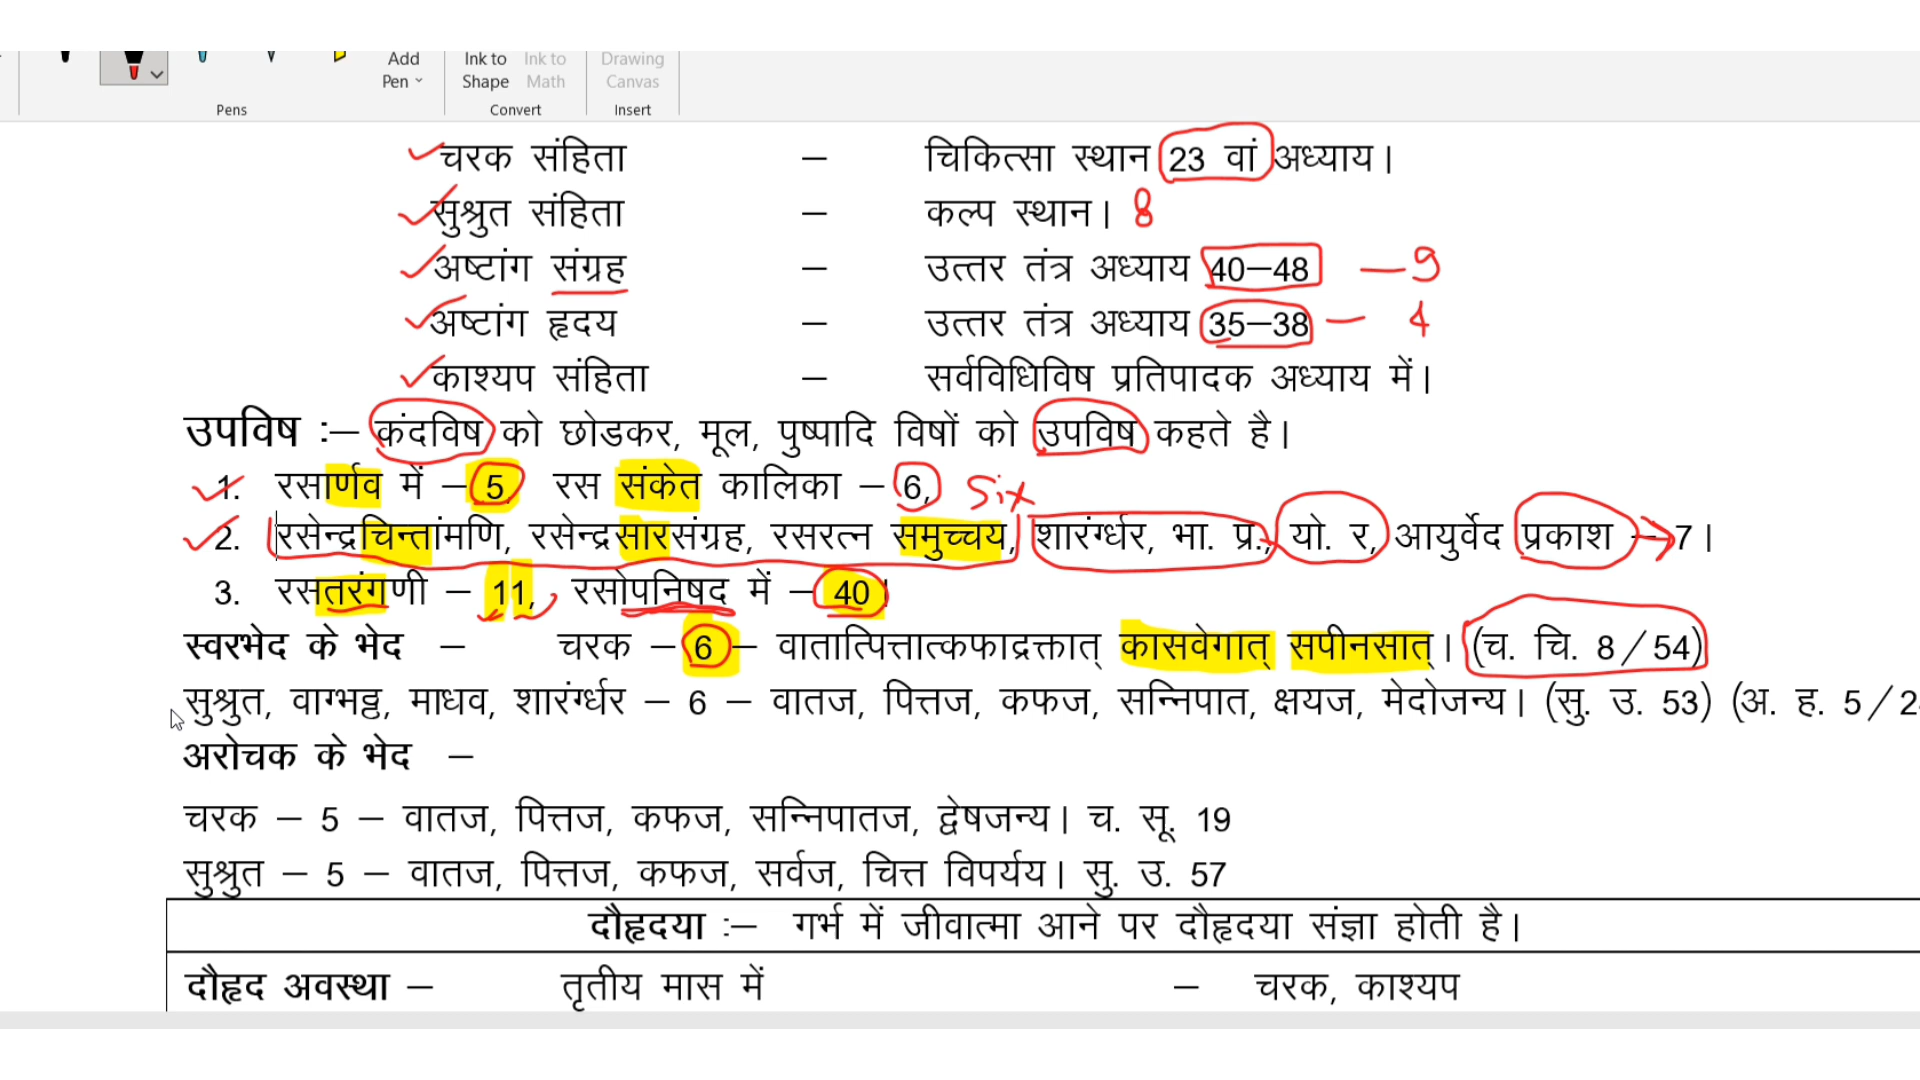 Add Pen
Ink to Shape
Ink to Math
Drawing Canvas
Pens
Convert
Insert
चरक संहिता – चिकित्सा स्थान 23 वां अध्याय।
सुश्रुत संहिता – कल्प स्थान। 8
अष्टांग संग्रह – उत्तर तंत्र अध्याय 40–48 – 9
अष्टांग हृदय – उत्तर तंत्र अध्याय 35–38 – 4
काश्यप संहिता – सर्वविधिविष प्रतिपादक अध्याय में।
उपविष :– कंदविष को छोडकर, मूल, पुष्पादि विषों को उपविष कहते है।
1. रसार्णव में – 5, रस संकेत कालिका – 6, Six
2. रसेन्द्रचिन्तांमणि, रसेन्द्रसारसंग्रह, रसरत्न समुच्चय, शारंर्ग्धर, भा. प्र., यो. र, आयुर्वेद प्रकाश – 7।
3. रसतरंगणी – 11, रसोपनिषद में – 40।
स्वरभेद के भेद – चरक – 6 – वातात्पित्तात्कफाद्रक्तात् कासवेगात् सपीनसात्। (च. चि. 8/54)
सुश्रुत, वाग्भट्ठ, माधव, शारंर्ग्धर – 6 – वातज, पित्तज, कफज, सन्निपात, क्षयज, मेदोजन्य। (सु. उ. 53) (अ. ह. 5/2
अरोचक के भेद –
चरक – 5 – वातज, पित्तज, कफज, सन्निपातज, द्वेषजन्य। च. सू. 19
सुश्रुत – 5 – वातज, पित्तज, कफज, सर्वज, चित्त विपर्यय। सु. उ. 57
दौहृदया :– गर्भ में जीवात्मा आने पर दौहृदया संज्ञा होती है।
दौहृद अवस्था – तृतीय मास में – चरक, काश्यप